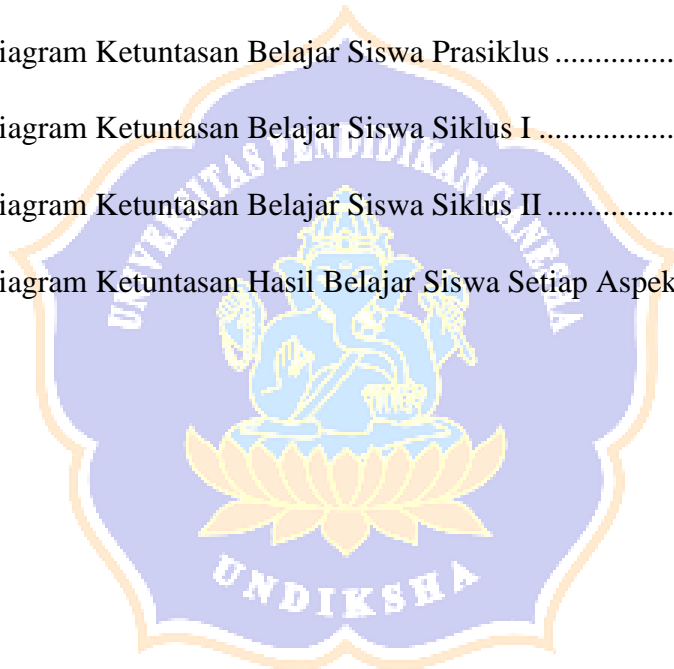 iagram Ketuntasan Belajar Siswa Prasiklus ...............
iagram Ketuntasan Belajar Siswa Siklus I .................
iagram Ketuntasan Belajar Siswa Siklus II ................
iagram Ketuntasan Hasil Belajar Siswa Setiap Aspek
UNIVERSITAS PENDIDIKAN GANESHA
UNDIKSHA